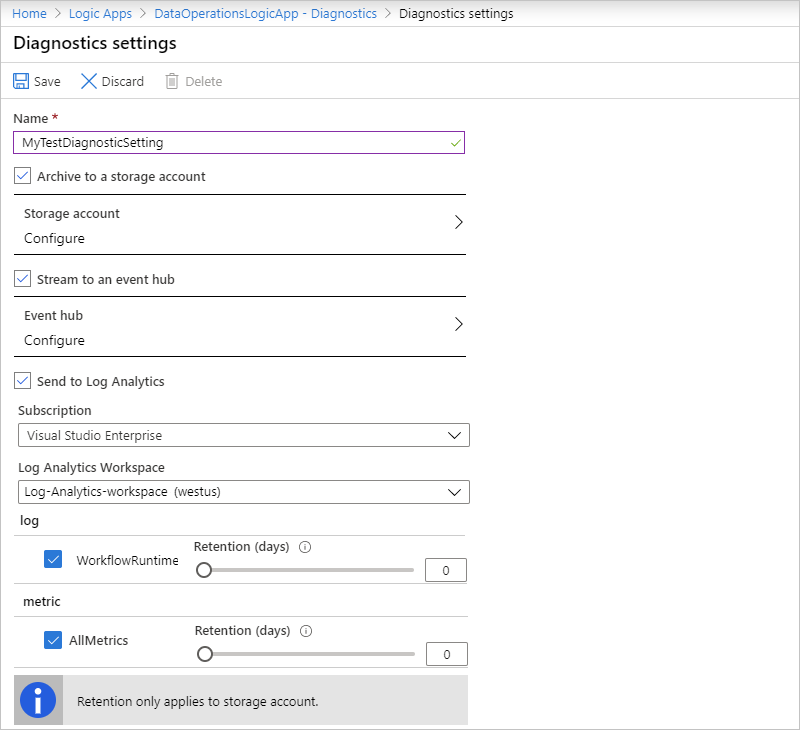 Home > Logic Apps > DataOperationsLogicApp - Diagnostics > Diagnostics settings
Diagnostics settings
Save Discard Delete
Name *
MyTestDiagnosticSetting
Archive to a storage account
Storage account
Configure
Stream to an event hub
Event hub
Configure
Send to Log Analytics
Subscription
Visual Studio Enterprise
Log Analytics Workspace
Log-Analytics-workspace (westus)
log
Retention (days)
WorkflowRuntime
0
metric
Retention (days)
AllMetrics
0
Retention only applies to storage account.